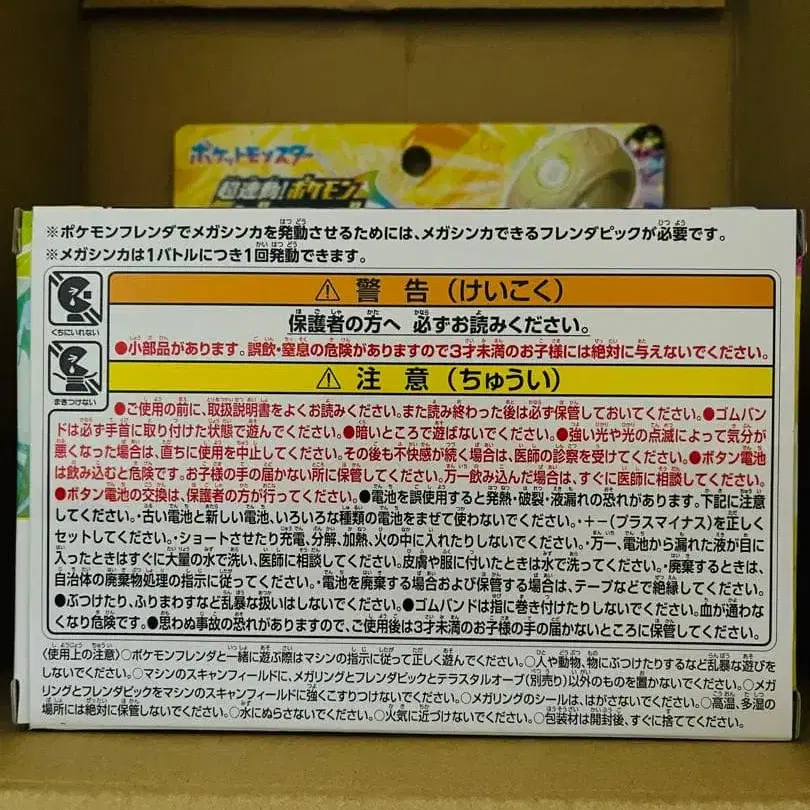 ポケットモンスター
超連動!ポケモン
※ポケモンフレンダでメガシンカを発動させるためには、メガシンカできるフレンダピックが必要です。
※メガシンカは1バトルにつき1回発動できます。
くちにいれない
⚠ 警告(けいこく)
保護者の方へ 必ずお読みください。
●小部品があります。誤飲・窒息の危険がありますので3才未満のお子様には絶対に与えないでください。
まきつけない
⚠ 注意(ちゅうい)
●ご使用の前に、取扱説明書をよくお読みください。また読み終わった後は必ず保管しておいてください。●ゴムバン
ドは必ず手首に取り付けた状態で遊んでください。●暗いところで遊ばないでください。●強い光や光の点滅によって気分が
悪くなった場合は、直ちに使用を中止してください。その後も不快感が続く場合は、医師の診察を受けてください。●ボタン電池
は飲み込むと危険です。お子様の手の届かない所に保管してください。万一飲み込んだ場合は、すぐに医師に相談してください。
●ボタン電池の交換は、保護者の方が行ってください。●電池を誤使用すると発熱・破裂・液漏れの恐れがあります。下記に注意
してください。・古い電池と新しい電池、いろいろな種類の電池をまぜて使わないでください。・+−(プラスマイナス)を正しく
セットしてください。・ショートさせたり充電、分解、加熱、火の中に入れたりしないでください。・万一、電池から漏れた液が目に
入ったときはすぐに大量の水で洗い、医師に相談してください。皮膚や服に付いたときは水で洗ってください。・廃棄するときは、
自治体の廃棄物処理の指示に従ってください。・電池を廃棄する場合および保管する場合は、テープなどで絶縁してください。
●ぶつけたり、ふりまわすなど乱暴な扱いはしないでください。●ゴムバンドは指に巻き付けたりしないでください。血が通わな
くなり危険です。●思わぬ事故の恐れがありますので、ご使用後は3才未満のお子様の手の届かないところに保管してください。
〈使用上の注意〉○ポケモンフレンダと一緒に遊ぶ際はマシンの指示に従って正しく遊んでください。○人や動物、物にぶつけたりするなど乱暴な遊びを
しないでください。○マシンのスキャンフィールドに、メガリングとフレンダピックとテラスタルオーブ(別売り)以外のものを置かないでください。○メガ
リングとフレンダピックをマシンのスキャンフィールドに強くこすりつけないでください。○メガリングのシールは、はがさないでください。○高温、多湿の
場所には絶対に保管しないでください。○水にぬらさないでください。○火気に近づけないでください。○包装材は開封後、すぐに捨ててください。